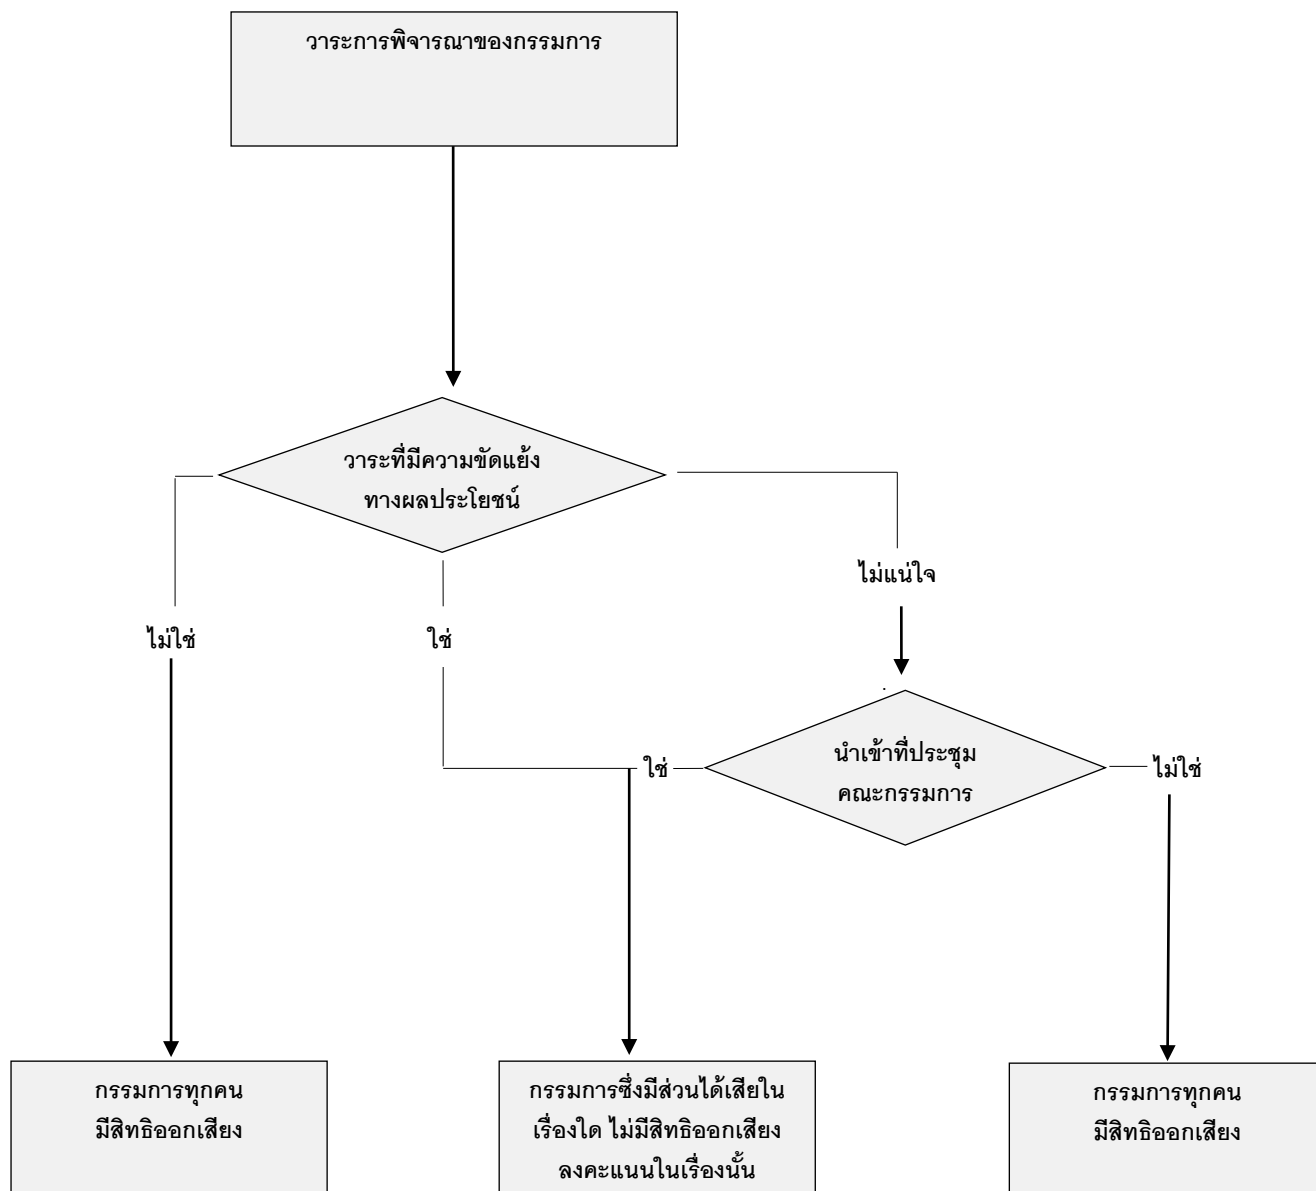 วาระการพิจารณาของกรรมการ
วาระที่มีความขัดแย้ง
ทางผลประโยชน์
ไม่แน่ใจ
ไม่ใช่
ใช่
นำเข้าที่ประชุม
คณะกรรมการ
ใช่
ไม่ใช่
กรรมการทุกคน
มีสิทธิออกเสียง
กรรมการซึ่งมีส่วนได้เสียใน
เรื่องใด ไม่มีสิทธิออกเสียง
ลงคะแนนในเรื่องนั้น
กรรมการทุกคน
มีสิทธิออกเสียง